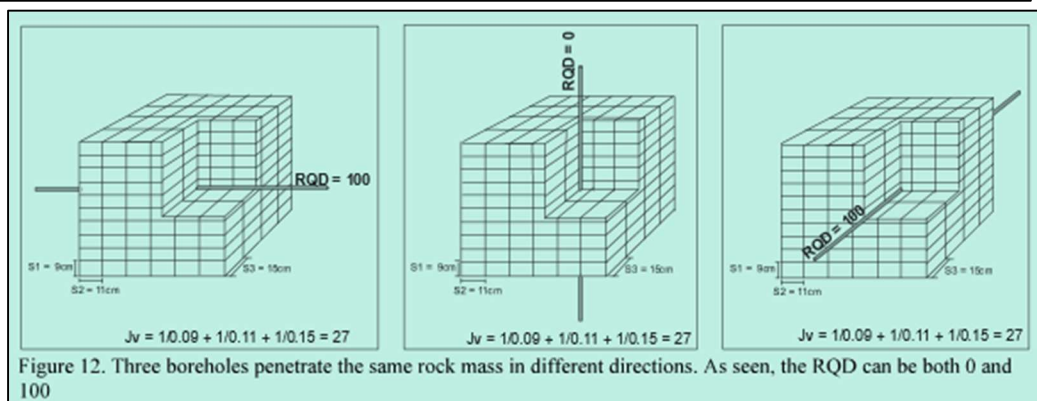 RQD = 100
S1 = 9cm
S2 = 11cm
S3 = 15cm
Jv = 1/0.09 + 1/0.11 + 1/0.15 = 27
RQD = 0
S1 = 9cm
S2 = 11cm
S3 = 15cm
Jv = 1/0.09 + 1/0.11 + 1/0.15 = 27
RQD = 100
S1 = 9cm
S2 = 11cm
S3 = 15cm
Jv = 1/0.09 + 1/0.11 + 1/0.15 = 27
Figure 12. Three boreholes penetrate the same rock mass in different directions. As seen, the RQD can be both 0 and
100